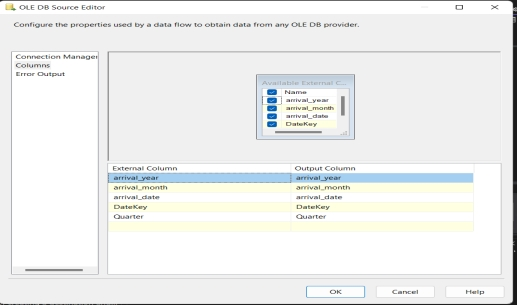 OLE DB Source Editor
Configure the properties used by a data flow to obtain data from any OLE DB provider.
Connection Manager
Columns
Error Output
Available External C...
Name
arrival_year
arrival_month
arrival_date
DateKey
External Column Output Column
arrival_year arrival_year
arrival_month arrival_month
arrival_date arrival_date
DateKey DateKey
Quarter Quarter
OK Cancel Help